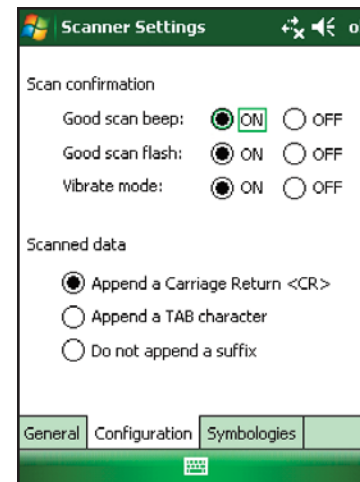 Scanner Settings
Scan confirmation
Good scan beep: ON OFF
Good scan flash: ON OFF
Vibrate mode: ON OFF
Scanned data
Append a Carriage Return <CR>
Append a TAB character
Do not append a suffix
General Configuration Symbologies